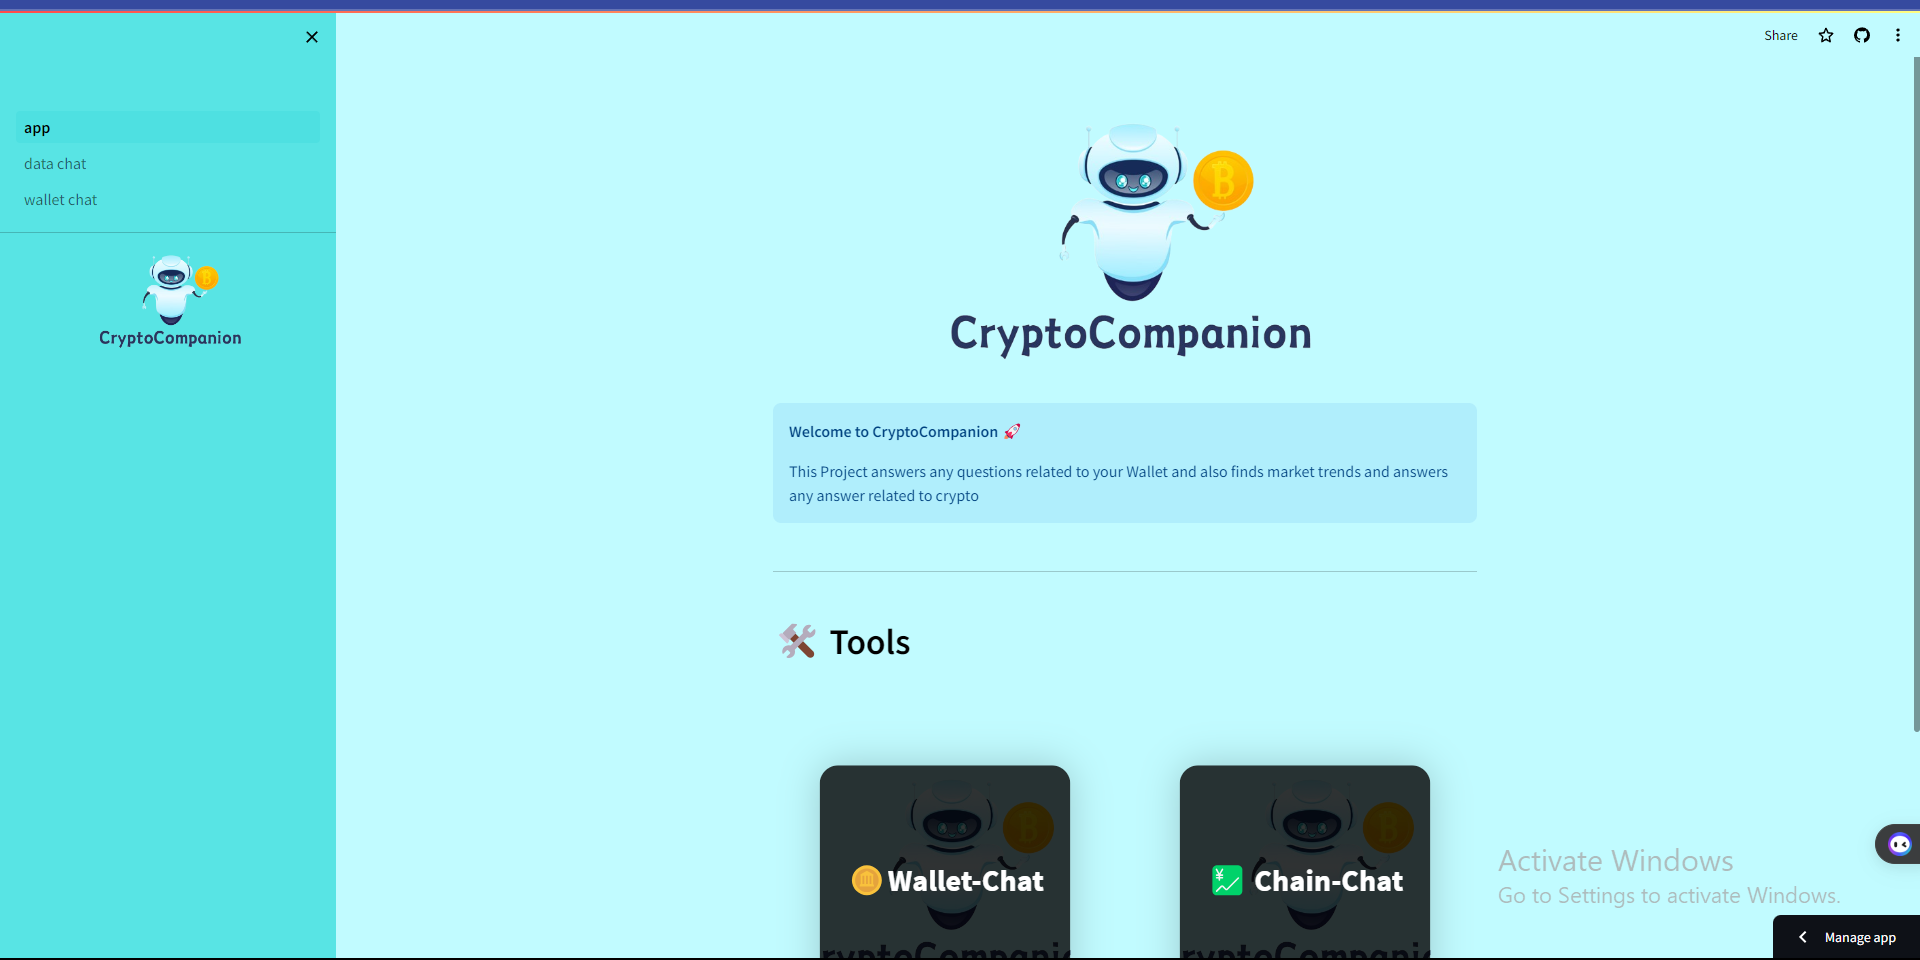 Share
app
data chat
wallet chat
CryptoCompanion
CryptoCompanion
Welcome to CryptoCompanion 🚀
This Project answers any questions related to your Wallet and also finds market trends and answers
any answer related to crypto
🛠️ Tools
Wallet-Chat
Chain-Chat
ryptoCompani
ryptoCompani
Activate Windows
Go to Settings to activate Windows.
Manage app